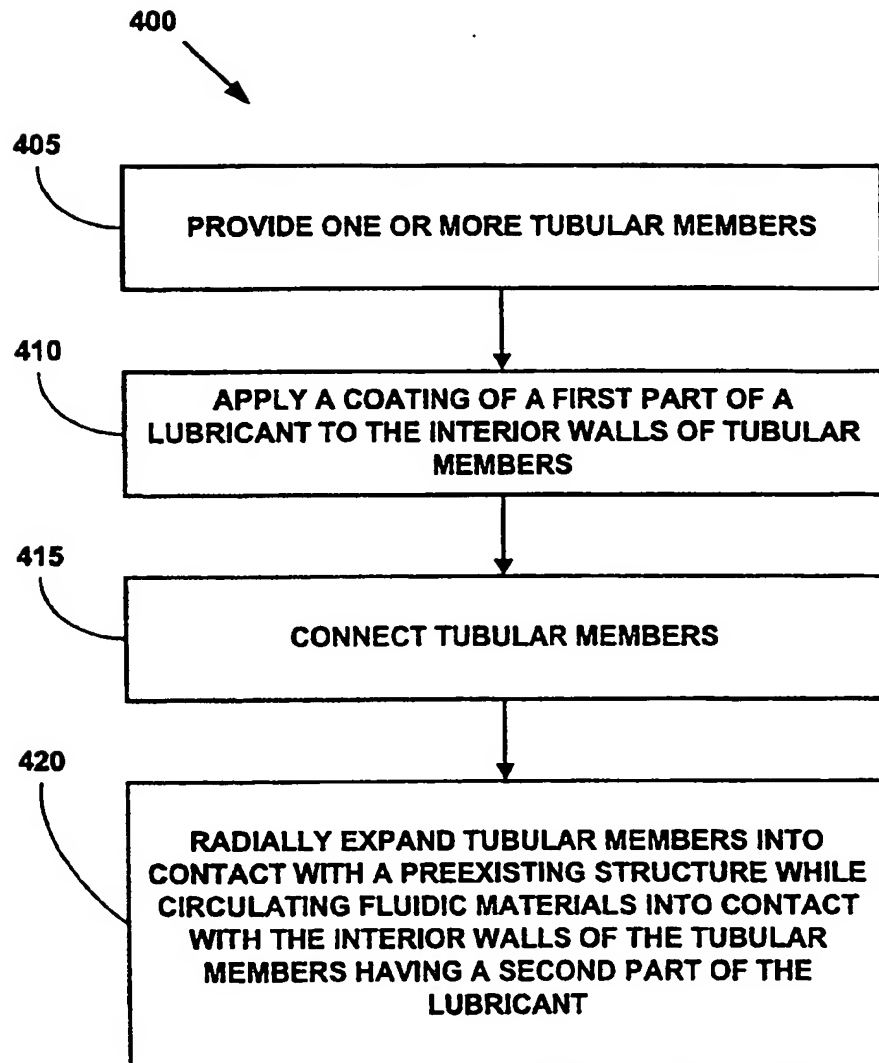 400
405
PROVIDE ONE OR MORE TUBULAR MEMBERS
410
APPLY A COATING OF A FIRST PART OF A
LUBRICANT TO THE INTERIOR WALLS OF TUBULAR
MEMBERS
415
CONNECT TUBULAR MEMBERS
420
RADIALLY EXPAND TUBULAR MEMBERS INTO
CONTACT WITH A PREEXISTING STRUCTURE WHILE
CIRCULATING FLUIDIC MATERIALS INTO CONTACT
WITH THE INTERIOR WALLS OF THE TUBULAR
MEMBERS HAVING A SECOND PART OF THE
LUBRICANT